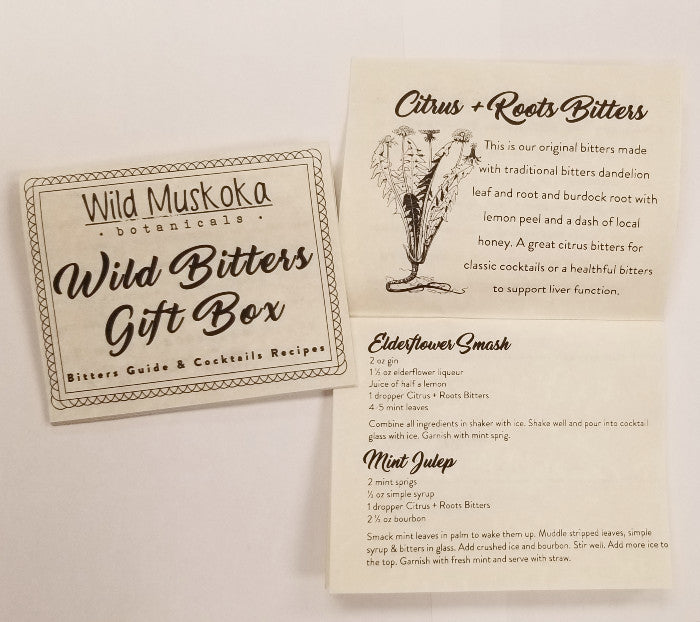 Wild Muskoka
· botanicals ·
Wild Bitters
Gift Box
Bitters Guide & Cocktails Recipes
Citrus + Roots Bitters
This is our original bitters made
with traditional bitters dandelion
leaf and root and burdock root with
lemon peel and a dash of local
honey. A great citrus bitters for
classic cocktails or a healthful bitters
to support liver function.
Elderflower Smash
2 oz gin
1 ½ oz elderflower liqueur
Juice of half a lemon
1 dropper Citrus + Roots Bitters
4-5 mint leaves
Combine all ingredients in shaker with ice. Shake well and pour into cocktail
glass with ice. Garnish with mint sprig.
Mint Julep
2 mint sprigs
½ oz simple syrup
1 dropper Citrus + Roots Bitters
2 ½ oz bourbon
Smack mint leaves in palm to wake them up. Muddle stripped leaves, simple
syrup & bitters in glass. Add crushed ice and bourbon. Stir well. Add more ice to
the top. Garnish with fresh mint and serve with straw.